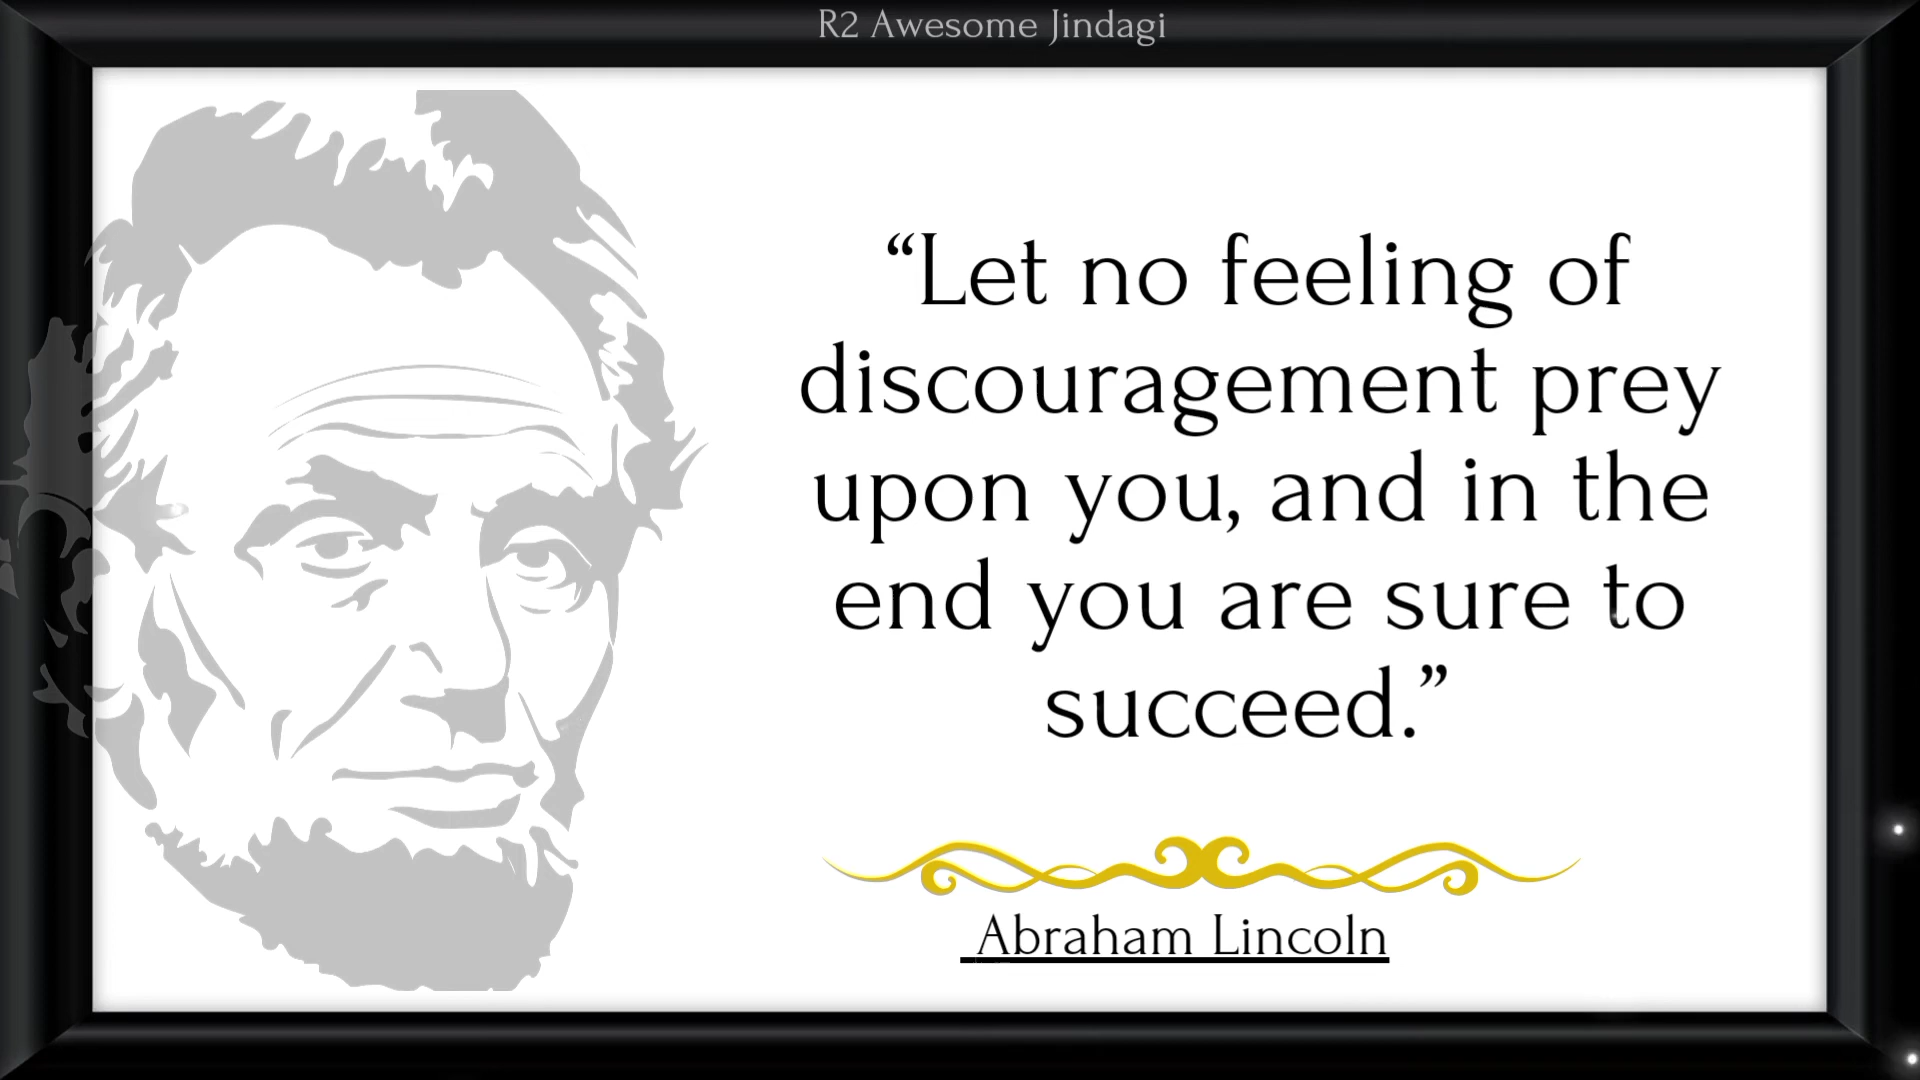 R2 Awesome Jindagi
“Let no feeling of
discouragement prey
upon you, and in the
end you are sure to
succeed.”
Abraham Lincoln